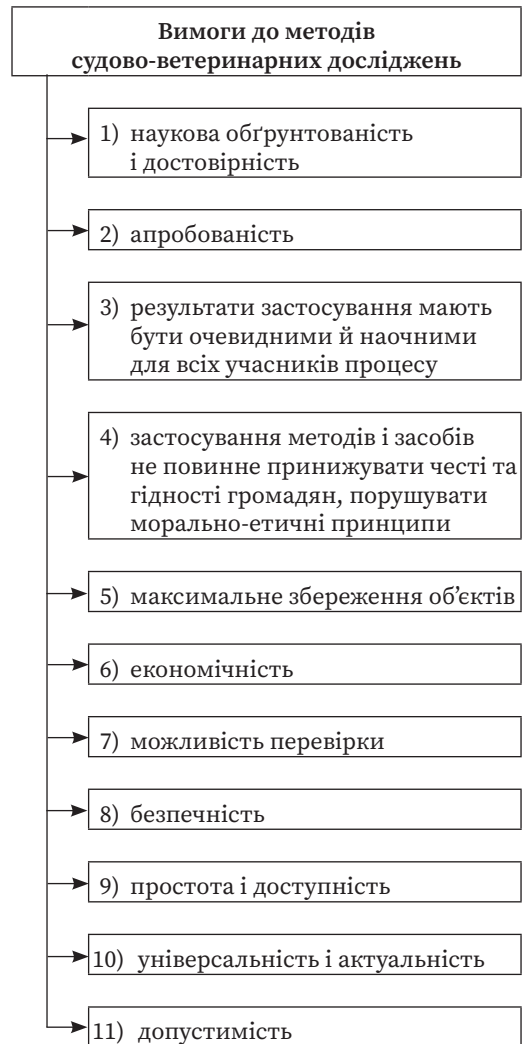 Вимоги до методів
судово-ветеринарних досліджень
1) наукова обґрунтованість
і достовірність
2) апробованість
3) результати застосування мають
бути очевидними й наочними
для всіх учасників процесу
4) застосування методів і засобів
не повинне принижувати честі та
гідності громадян, порушувати
морально-етичні принципи
5) максимальне збереження об’єктів
6) економічність
7) можливість перевірки
8) безпечність
9) простота і доступність
10) універсальність і актуальність
11) допустимість